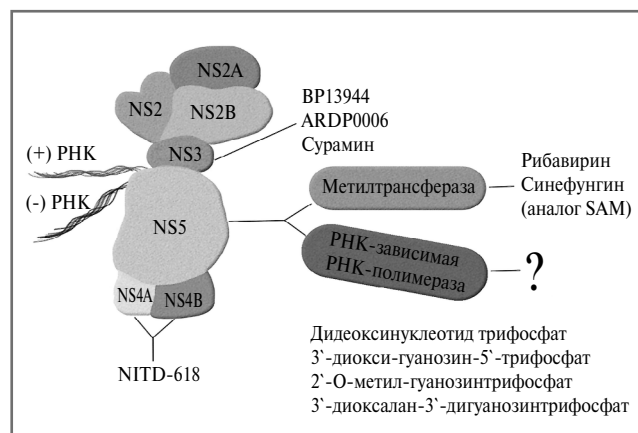 NS2A
NS2
NS2B
NS3
BP13944
ARDP0006
Сурамин
(+) РНК
(-) РНК
NS5
Метилтрансфераза
Рибавирин
Синефунгин
(аналог SAM)
РНК-зависимая
РНК-полимераза
?
NS4A
NS4B
NITD-618
Дидеоксинуклеотид трифосфат
3`-диокси-гуанозин-5`-трифосфат
2`-О-метил-гуанозинтрифосфат
3`-диоксалан-3`-дигуанозинтрифосфат